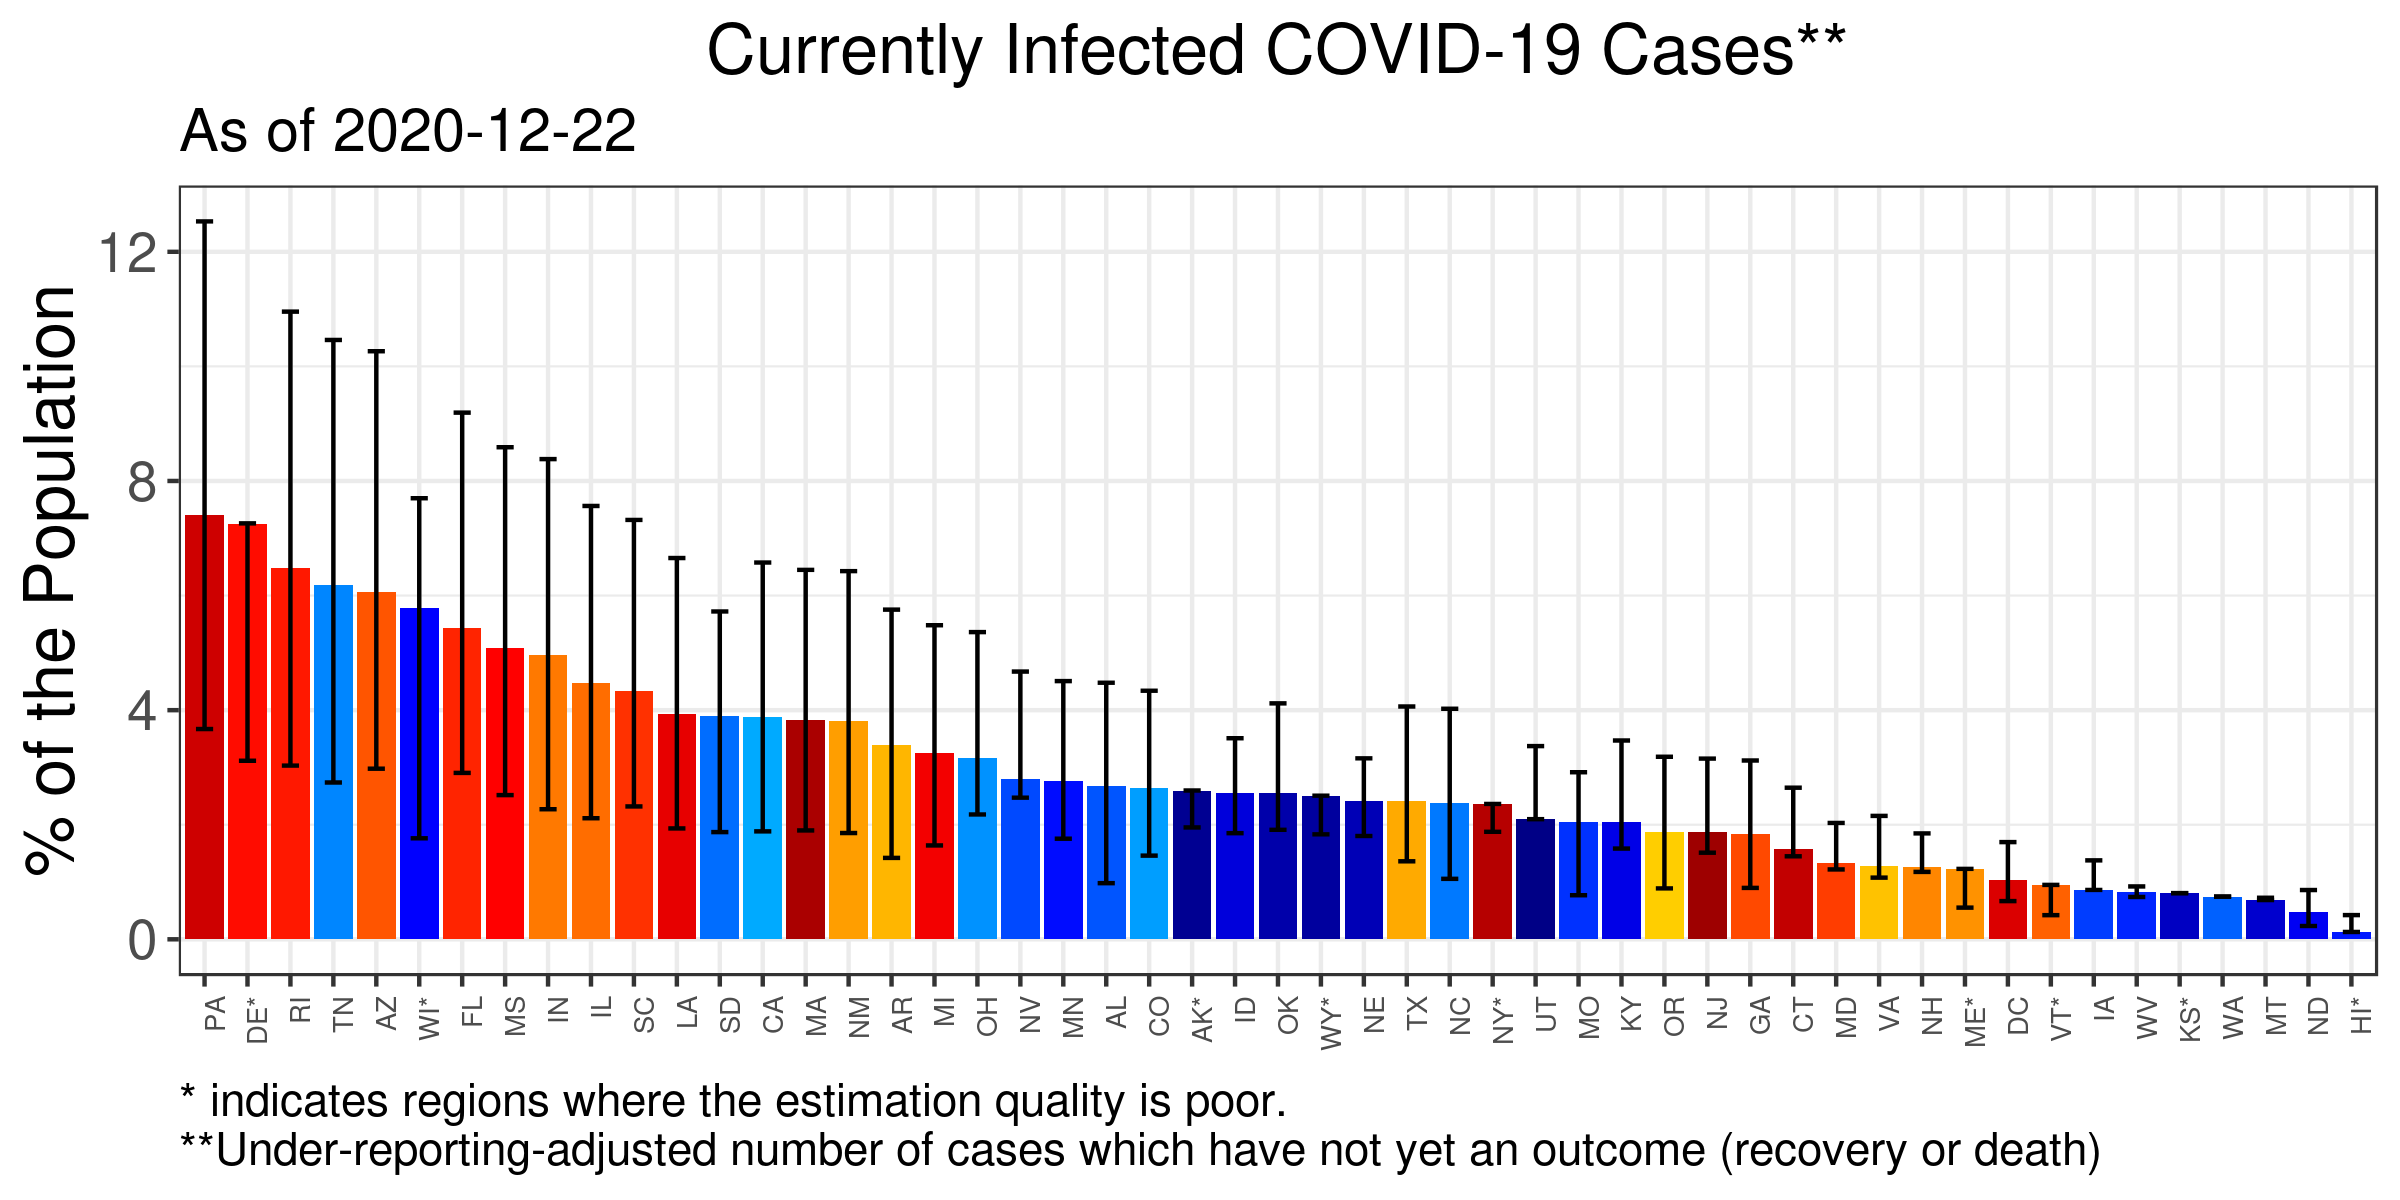 Currently Infected COVID-19 Cases**
As of 2020-12-22
% of the Population
12
8
4
0
PA DE* RI TN AZ WI* FL MS IN IL SC LA SD CA MA NM AR MI OH NV MN AL CO AK* ID OK WY* NE TX NC NY* UT MO KY OR NJ GA CT MD VA NH ME* DC VT* IA WV KS* WA MT ND HI*
* indicates regions where the estimation quality is poor.
**Under-reporting-adjusted number of cases which have not yet an outcome (recovery or death)